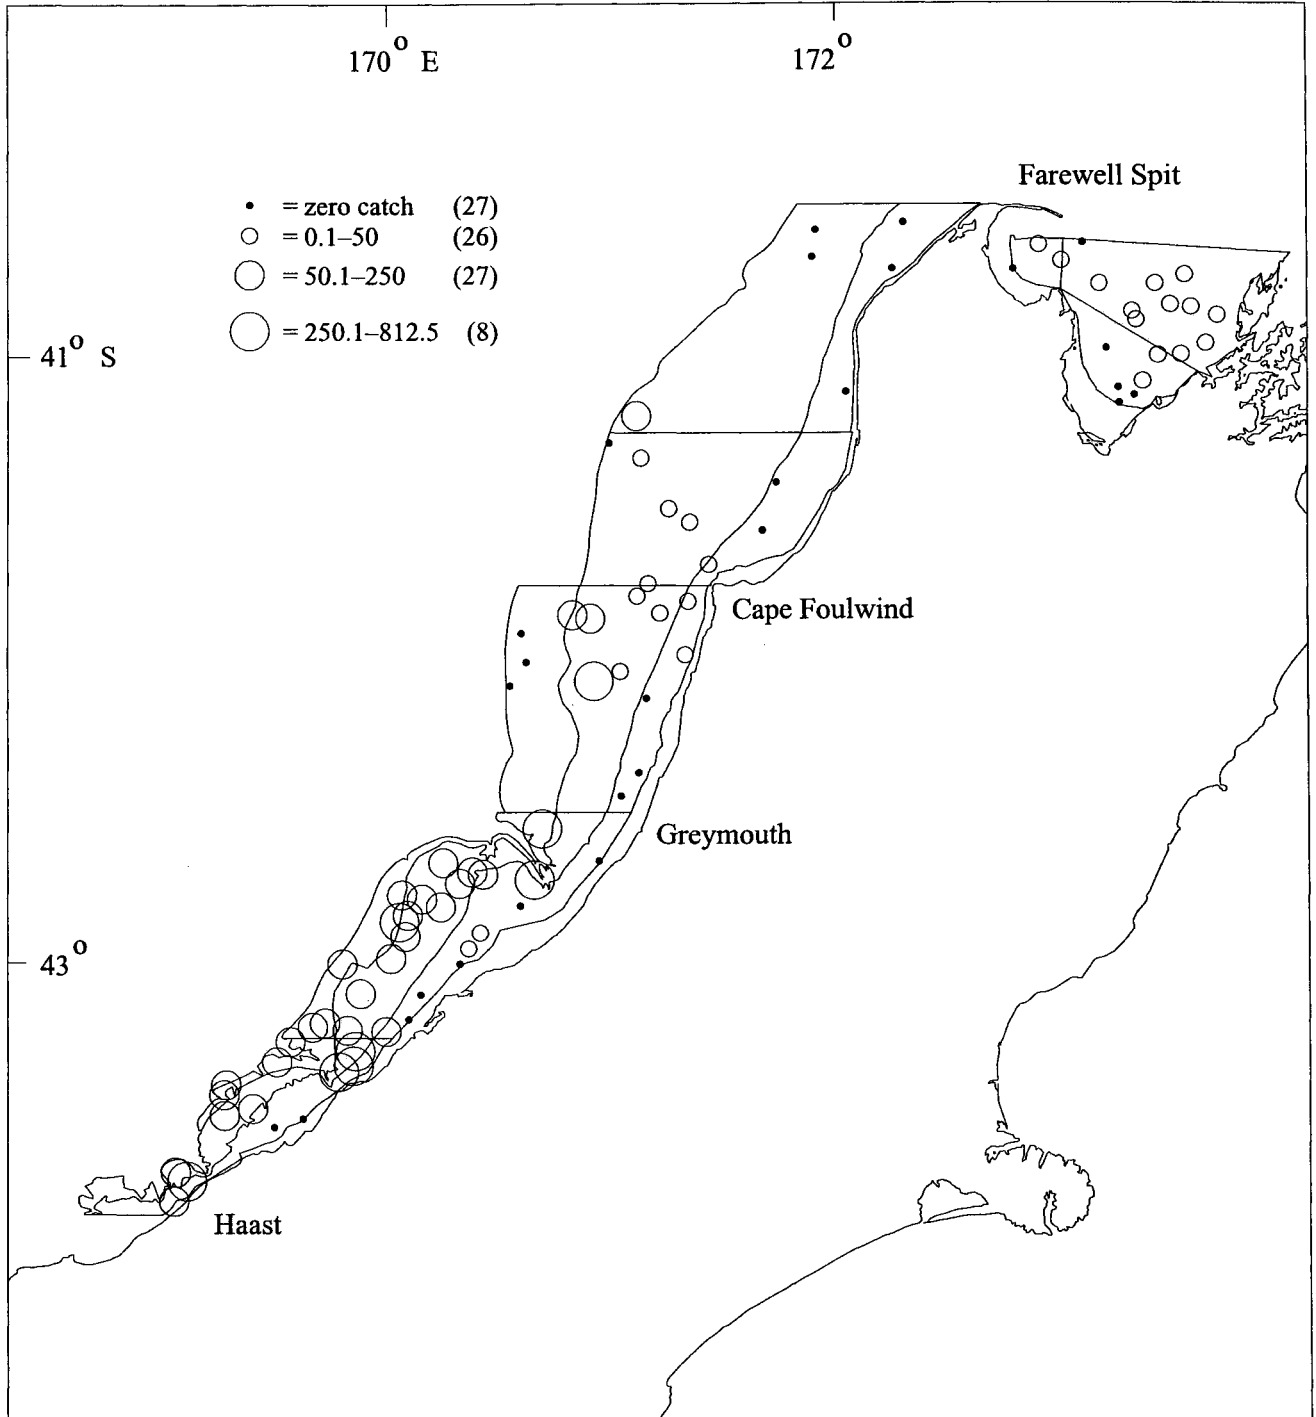 170° E
172°
Farewell Spit
• = zero catch (27)
○ = 0.1–50 (26)
○ = 50.1–250 (27)
○ = 250.1–812.5 (8)
41° S
Cape Foulwind
Greymouth
43°
Haast